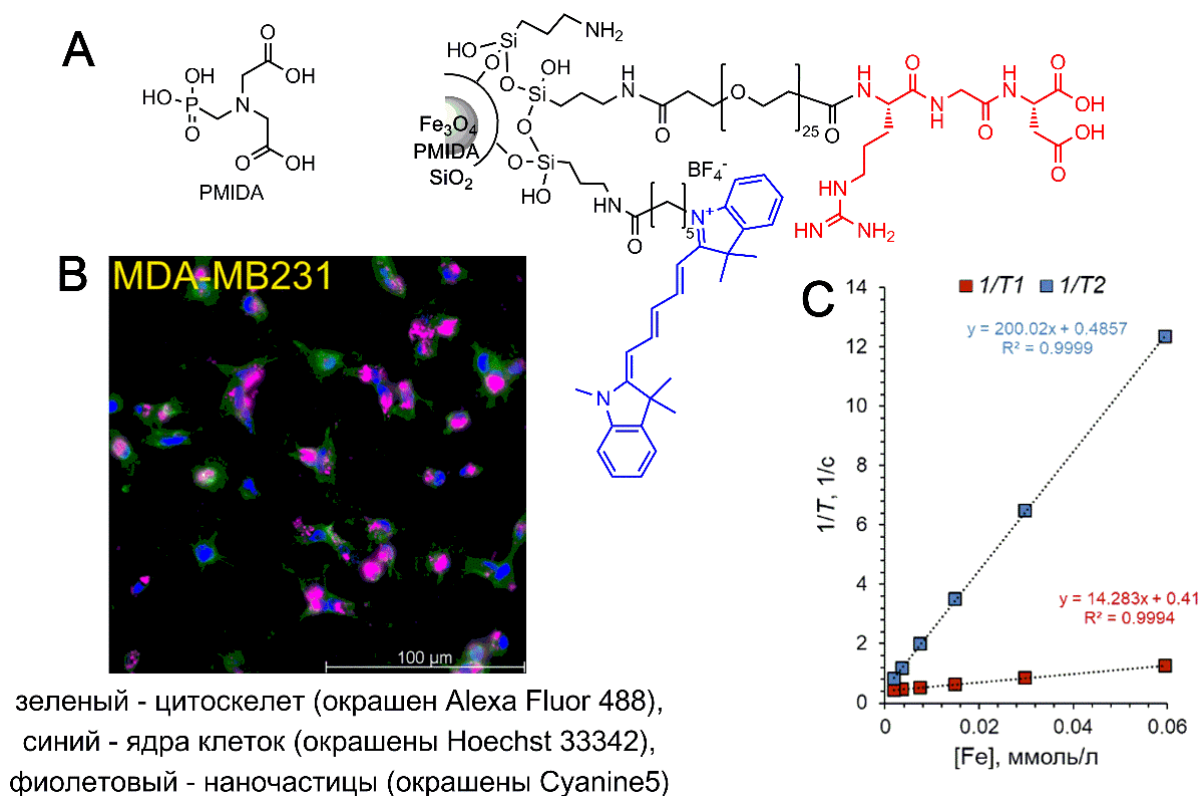 A
PMIDA
O
OH
OH
HO
P
N
O
O
OH
NH2
HO
Si
O
O
OH
Si
N
H
O
O
25
O
H
N
O
N
H
O
H
N
O
OH
OH
O
NH
HN
NH2
Fe3O4
PMIDA
SiO2
O
O
Si
HO
NH
O
5
BF4-
N+
N
B
MDA-MB231
100 µm
зеленый - цитоскелет (окрашен Alexa Fluor 488),
синий - ядра клеток (окрашены Hoechst 33342),
фиолетовый - наночастицы (окрашены Cyanine5)
C
1/T1 1/T2
y = 200.02x + 0.4857
R² = 0.9999
y = 14.283x + 0.41
R² = 0.9994
1/T, 1/c
14
12
10
8
6
4
2
0
0 0.02 0.04 0.06
[Fe], ммоль/л